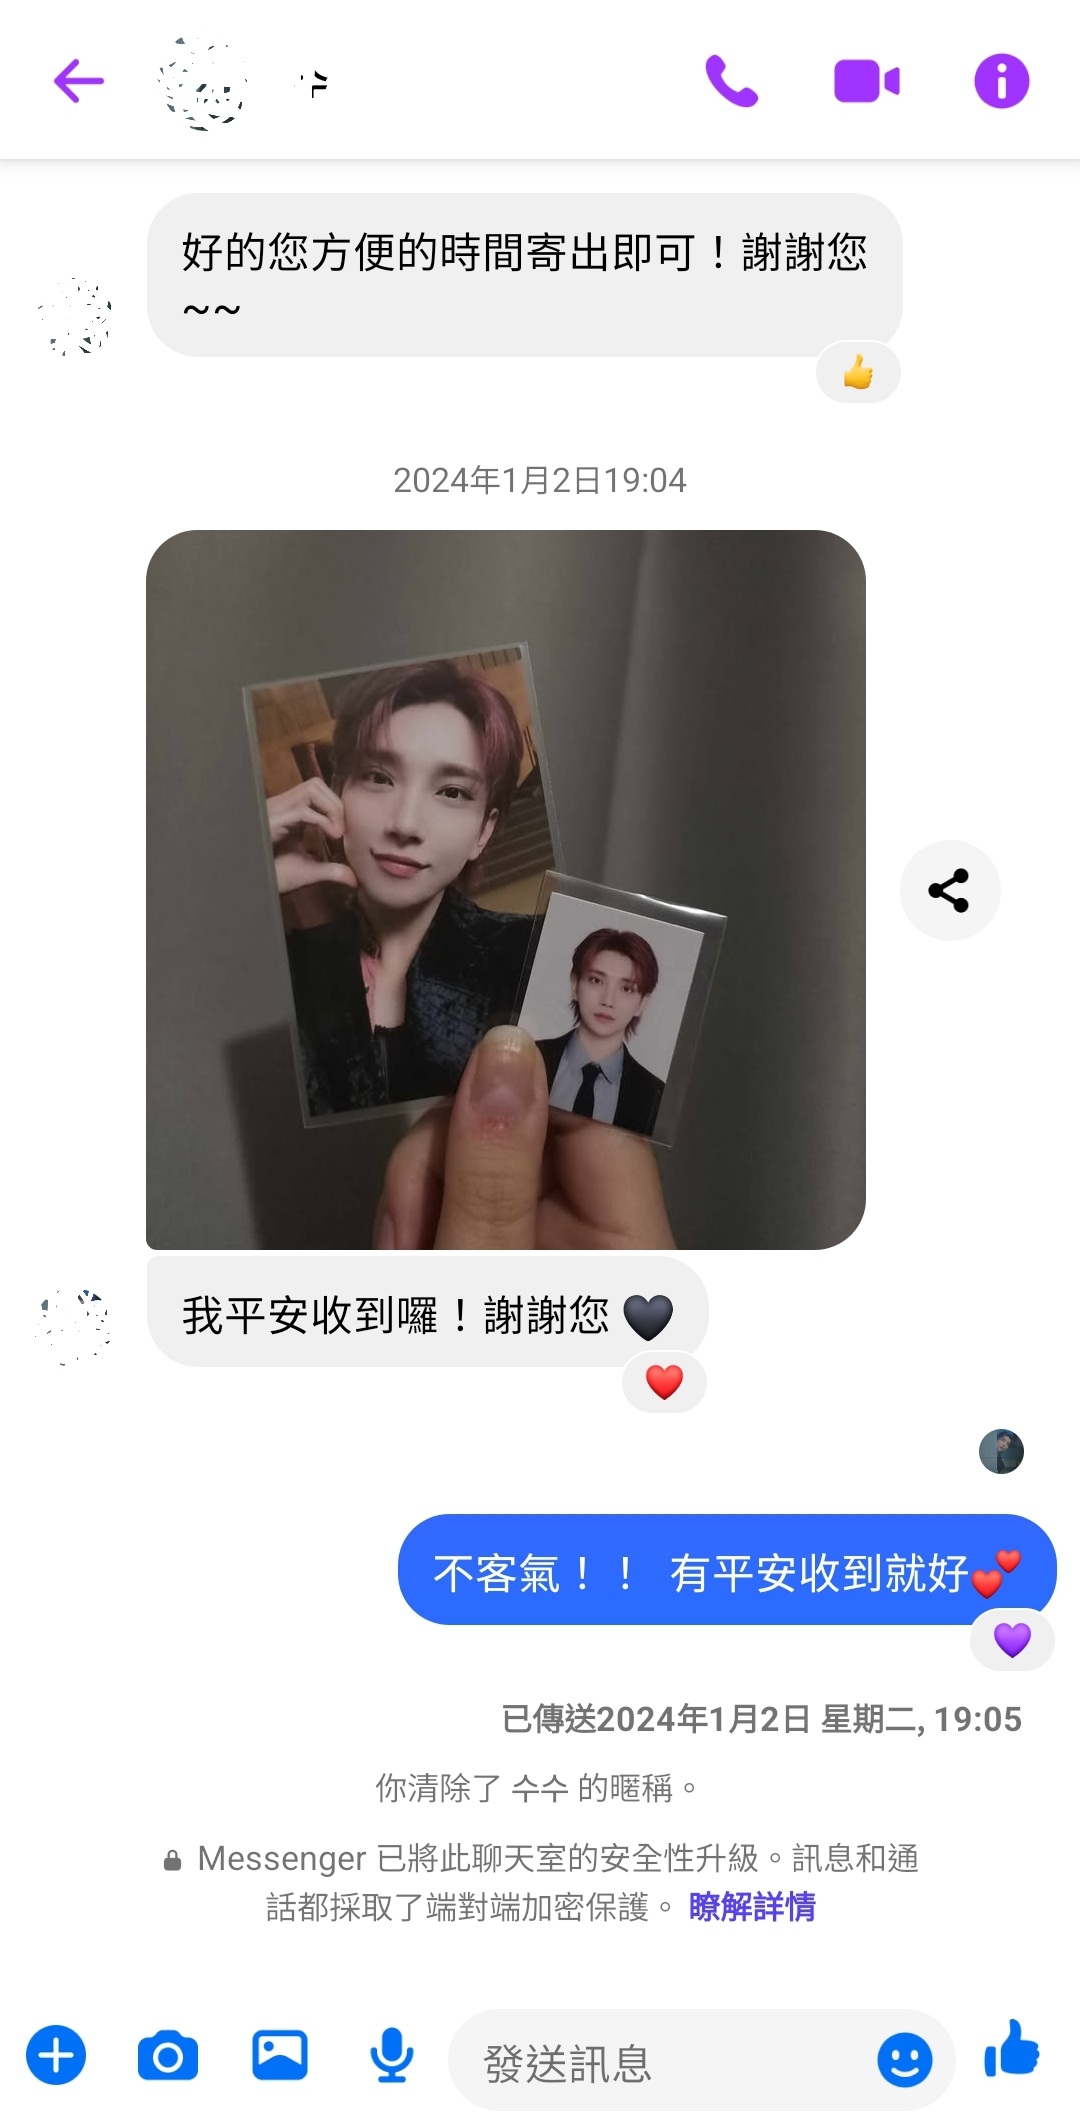 好的您方便的時間寄出即可！謝謝您
~~
2024年1月2日19:04
我平安收到囉！謝謝您 🖤
不客氣！！ 有平安收到就好💕
已傳送2024年1月2日 星期二, 19:05
你清除了 수수 的暱稱。
Messenger 已將此聊天室的安全性升級。訊息和通
話都採取了端對端加密保護。 瞭解詳情
發送訊息